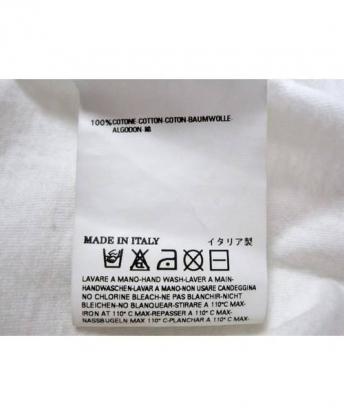 100% COTONE-COTTON-COTON-BAUMWOLLE-
ALGODON-綿
MADE IN ITALY イタリア製
LAVARE A MANO-HAND WASH-LAVER A MAIN-
HANDWASCHEN-LAVAR A MANO-NON USARE CANDEGGINA
NO CHLORINE BLEACH-NE PAS BLANCHIR-NICHT
BLEICHEN-NO BLANQUEAR-STIRARE A 110°C MAX-
IRON AT 110° C MAX-REPASSER A 110° C MAX-
NASSBUGELN MAX 110° C-PLANCHAR A 110° C MAX-